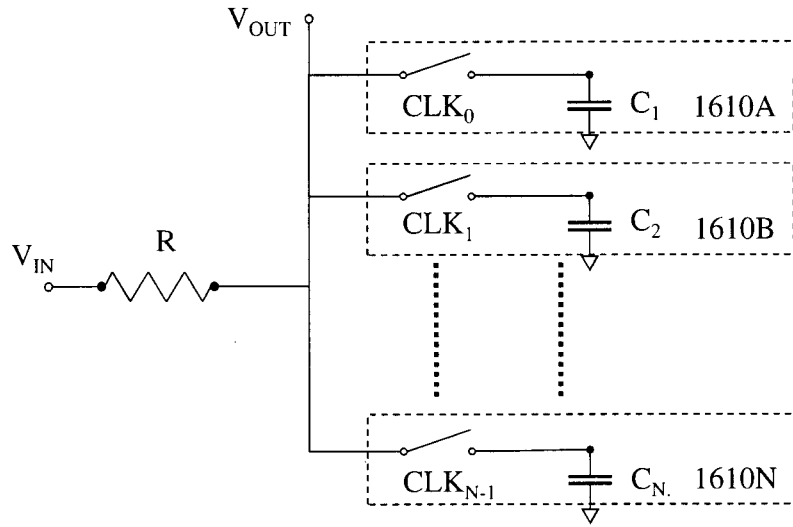 V_OUT
CLK_0 C_1 1610A
CLK_1 C_2 1610B
R
V_IN
CLK_N-1 C_N. 1610N